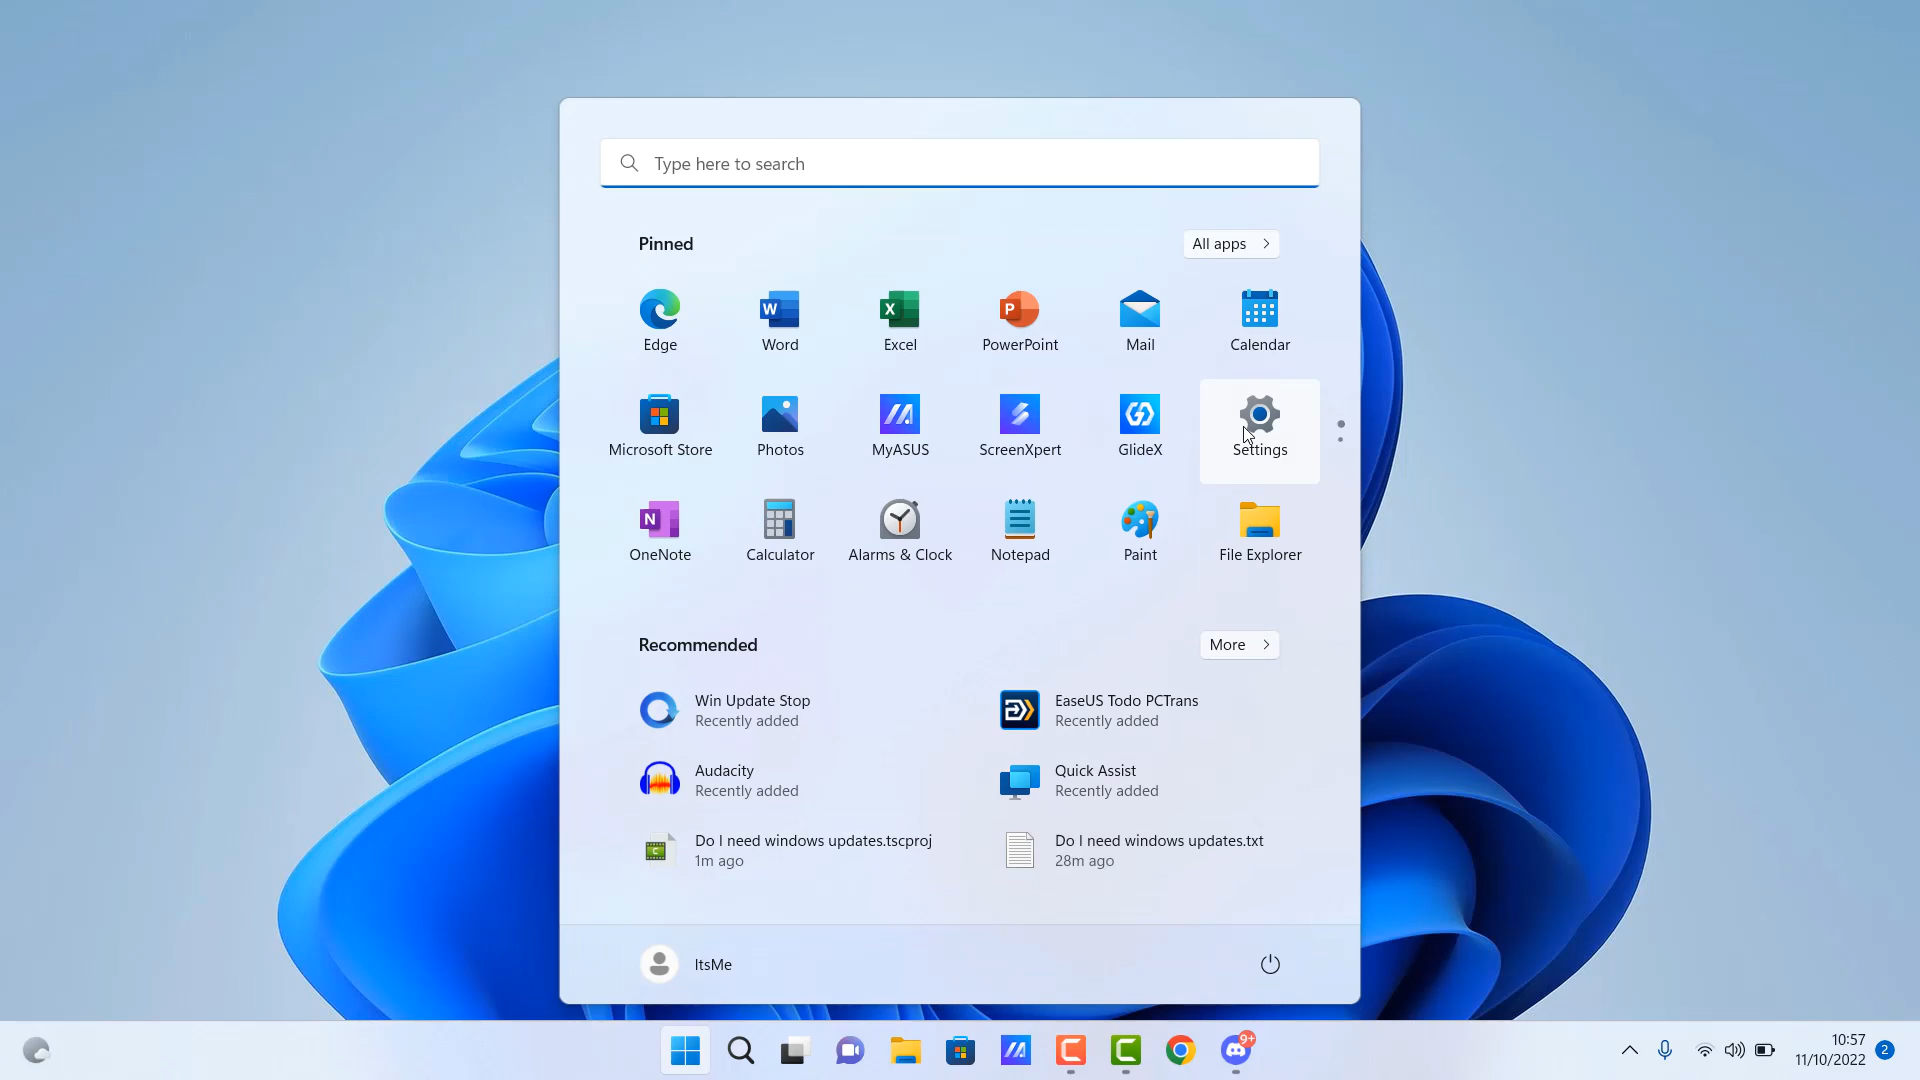 Type here to search
Pinned
All apps
Edge
Word
Excel
PowerPoint
Mail
Calendar
Microsoft Store
Photos
MyASUS
ScreenXpert
GlideX
Settings
OneNote
Calculator
Alarms & Clock
Notepad
Paint
File Explorer
Recommended
More
Win Update Stop
Recently added
EaseUS Todo PCTrans
Recently added
Audacity
Recently added
Quick Assist
Recently added
Do I need windows updates.tscproj
1m ago
Do I need windows updates.txt
28m ago
ItsMe
9+
10:57
11/10/2022
2